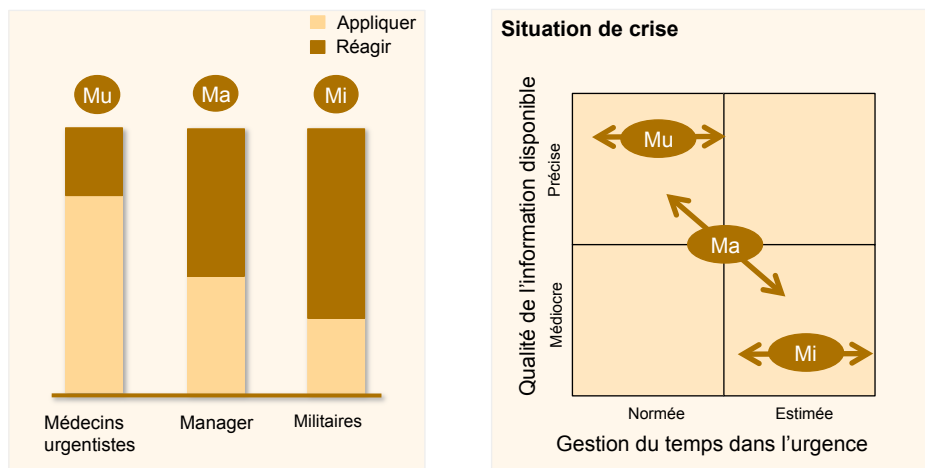 Appliquer
Réagir
Mu
Ma
Mi
Médecins
urgentistes
Manager
Militaires
Situation de crise
Qualité de l'information disponible
Précise
Médiocre
Mu
Ma
Mi
Normée
Estimée
Gestion du temps dans l'urgence